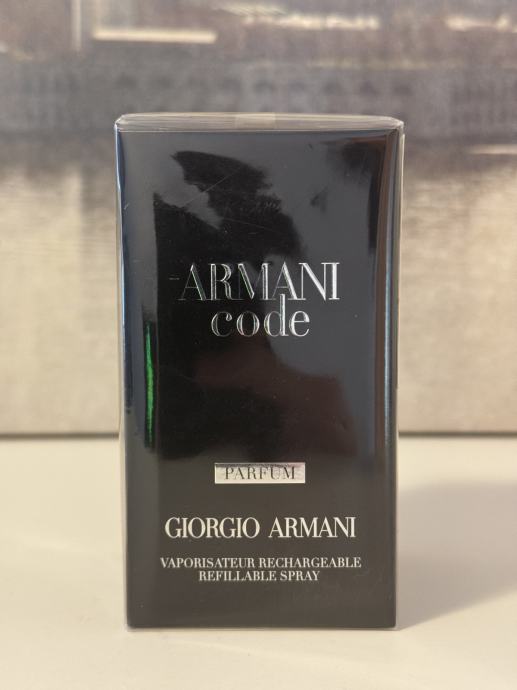 ARMANI
code
PARFUM
GIORGIO ARMANI
VAPORISATEUR RECHARGEABLE
REFILLABLE SPRAY